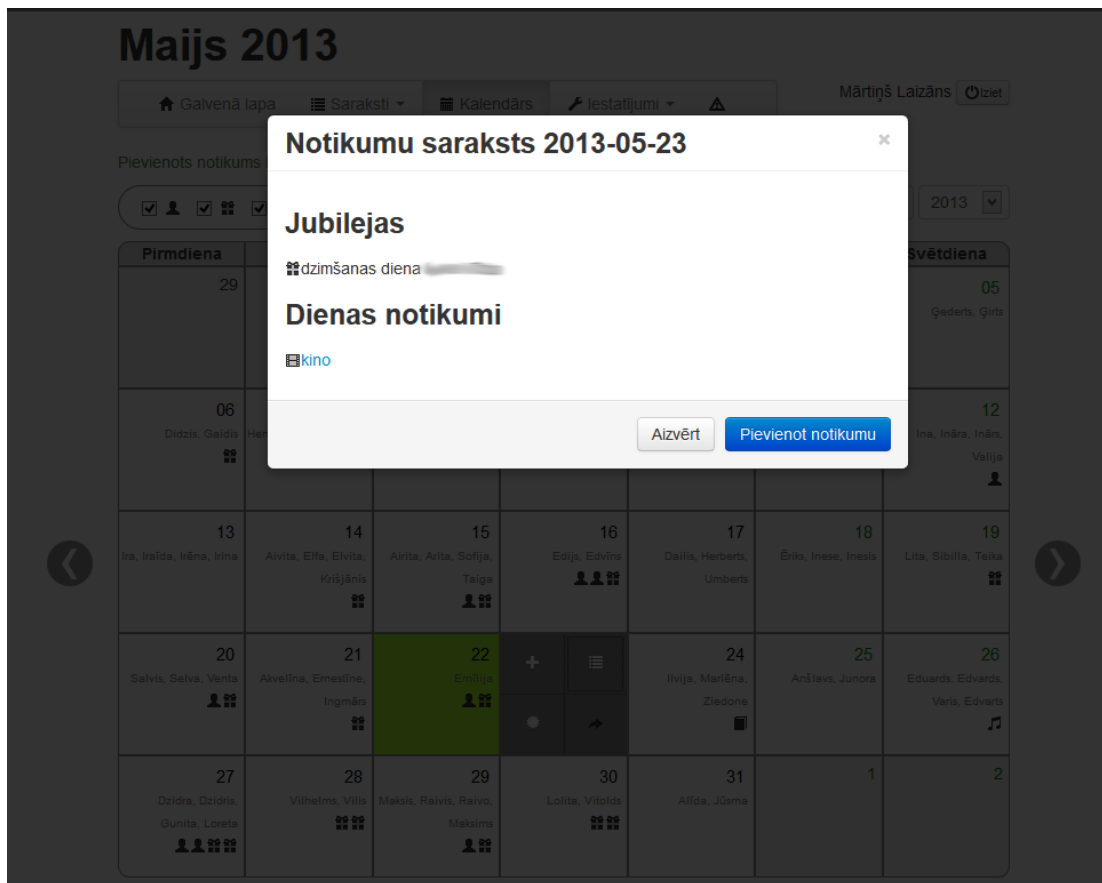 Maijs 2013
Galvenā lapa Saraksti Kalendārs Iestatījumi
Mārtiņš Laizāns Iziet
Notikumu saraksts 2013-05-23 ×
Pievienots notikums
Jubilejas
dzimšanas diena
Dienas notikumi
kino
Aizvērt Pievienot notikumu
2013
Pirmdiena Svētdiena
29 05
Ģederts, Ģirts
06 12
Didzis, Gaidis Ina, Ināra, Inārs,
Valija
13 14 15 16 17 18 19
Ira, Iraīda, Irēna, Irina Aivita, Elfa, Elvita, Airita, Arita, Sofija, Edijs, Edvīns Dailis, Herberts, Ēriks, Inese, Inesis Lita, Sibilla, Teika
Krišjānis Taiga Umberts
20 21 22 24 25 26
Salvis, Selva, Venta Akvelīna, Ernestīne, Emīlija Ilvija, Marlēna, Anšlavs, Junora Eduards, Edvards,
Ingmārs Ziedone Varis, Edvarts
27 28 29 30 31 1 2
Dzidra, Dzidris, Vilhelms, Vilis Maksis, Raivis, Raivo, Lolita, Vitolds Alīda, Jūsma
Gunita, Loreta Maksims